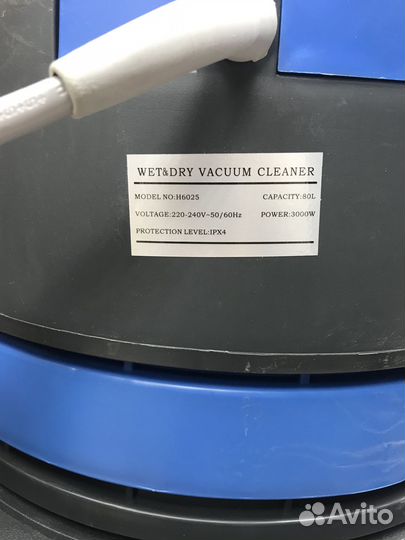 WET&DRY VACUUM CLEANER
MODEL NO:H6025 CAPACITY:80L
VOLTAGE:220-240V~50/60Hz POWER:3000W
PROTECTION LEVEL:IPX4
Avito